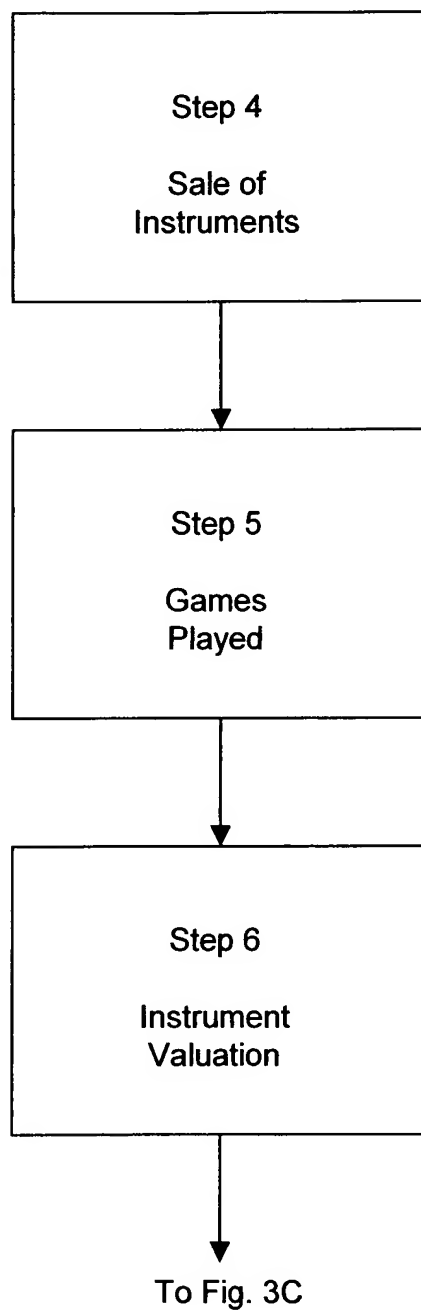 Step 4
Sale of
Instruments
Step 5
Games
Played
Step 6
Instrument
Valuation
To Fig. 3C